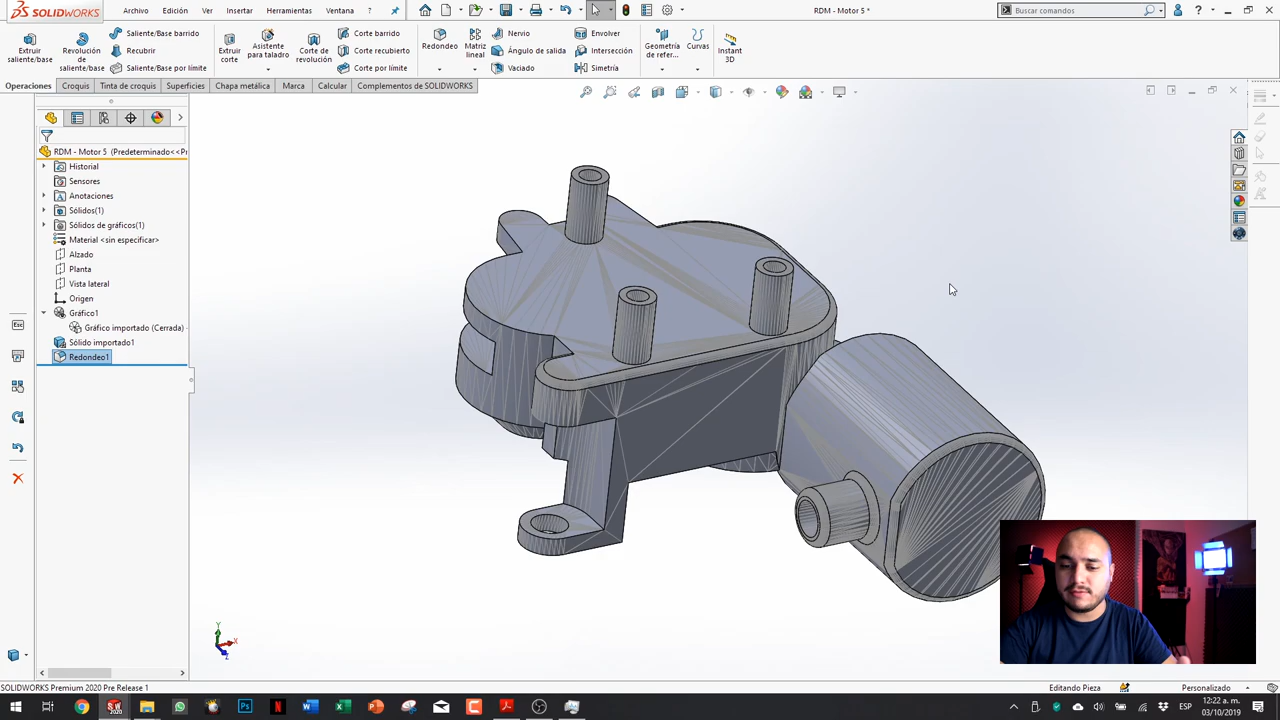 SOLIDWORKS
Archivo Edición Ver Insertar Herramientas Ventana
RDM - Motor 5 *
Buscar comandos
Extruir saliente/base
Revolución de saliente/base
Saliente/Base barrido
Recubrir
Saliente/Base por límite
Extruir corte
Asistente para taladro
Corte de revolución
Corte barrido
Corte recubierto
Corte por límite
Redondeo
Matriz lineal
Nervio
Ángulo de salida
Vaciado
Envolver
Intersección
Simetría
Geometría de refer...
Curvas
Instant 3D
Operaciones Croquis Tinta de croquis Superficies Chapa metálica Marca Calcular Complementos de SOLIDWORKS
RDM - Motor 5 (Predeterminado<<Pr
Historial
Sensores
Anotaciones
Sólidos(1)
Sólidos de gráficos(1)
Material <sin especificar>
Alzado
Planta
Vista lateral
Origen
Gráfico1
Gráfico importado (Cerrada)
Sólido importado1
Redondeo1
Esc
Y
X
Z
SOLIDWORKS Premium 2020 Pre Release 1
Editando Pieza
Personalizado
ESP
12:22 a. m.
03/10/2019